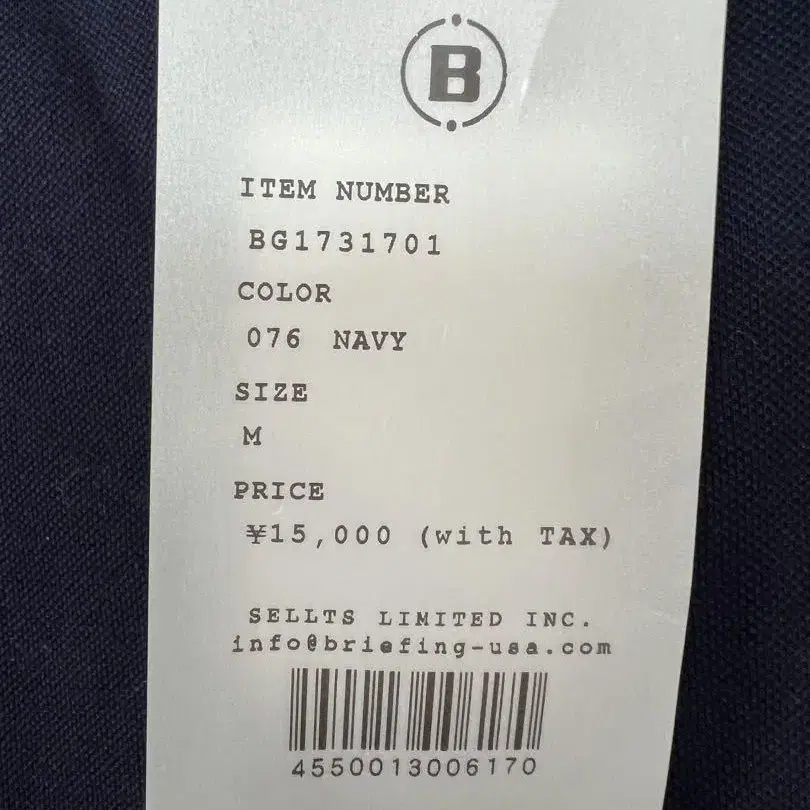 B
ITEM NUMBER
BG1731701
COLOR
076 NAVY
SIZE
M
PRICE
¥15,000 (with TAX)
SELLTS LIMITED INC.
info@briefing-usa.com
4550013006170